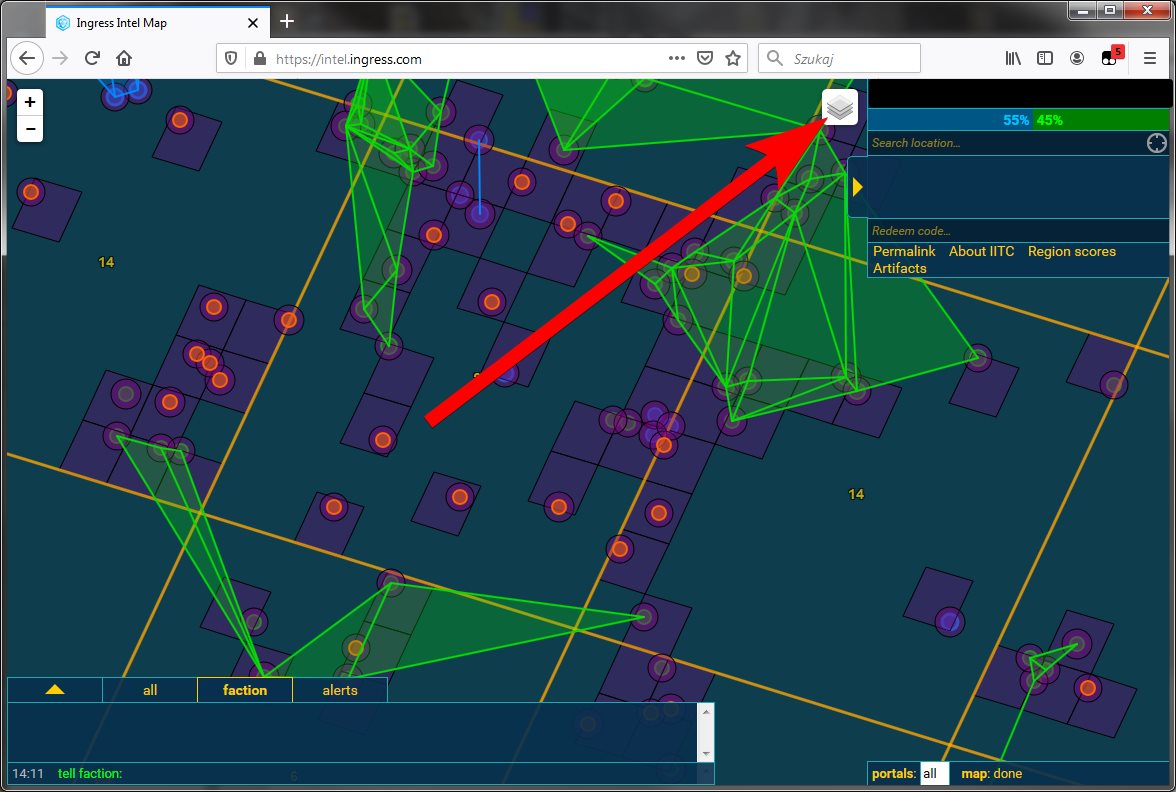 Ingress Intel Map
https://intel.ingress.com
Szukaj
5
+
−
55% 45%
Search location...
Redeem code...
Permalink About IITC Region scores
Artifacts
14
14
all faction alerts
14:11 tell faction:
6
portals: all map: done